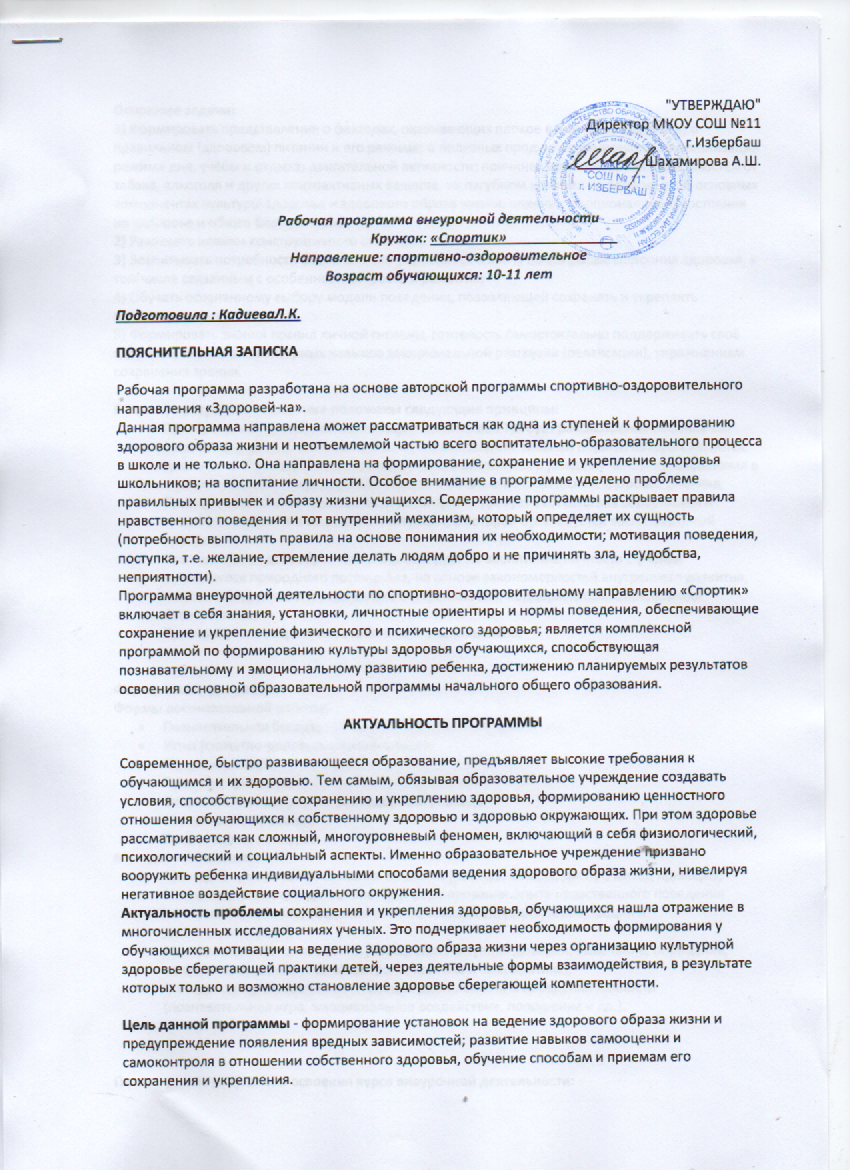 "УТВЕРЖДАЮ"
Директор МКОУ СОШ №11
г.Избербаш
Шахамирова А.Ш.
"СОШ № 11"
г. ИЗБЕРБАШ
Рабочая программа внеурочной деятельности
Кружок: «Спортик»
Направление: спортивно-оздоровительное
Возраст обучающихся: 10-11 лет
Подготовила : КадиеваЛ.К.
ПОЯСНИТЕЛЬНАЯ ЗАПИСКА
Рабочая программа разработана на основе авторской программы спортивно-оздоровительного
направления «Здоровей-ка».
Данная программа направлена может рассматриваться как одна из ступеней к формированию
здорового образа жизни и неотъемлемой частью всего воспитательно-образовательного процесса
в школе и не только. Она направлена на формирование, сохранение и укрепление здоровья
школьников; на воспитание личности. Особое внимание в программе уделено проблеме
правильных привычек и образу жизни учащихся. Содержание программы раскрывает правила
нравственного поведения и тот внутренний механизм, который определяет их сущность
(потребность выполнять правила на основе понимания их необходимости; мотивация поведения,
поступка, т.е. желание, стремление делать людям добро и не причинять зла, неудобства,
неприятности).
Программа внеурочной деятельности по спортивно-оздоровительному направлению «Спортик»
включает в себя знания, установки, личностные ориентиры и нормы поведения, обеспечивающие
сохранение и укрепление физического и психического здоровья; является комплексной
программой по формированию культуры здоровья обучающихся, способствующая
познавательному и эмоциональному развитию ребенка, достижению планируемых результатов
освоения основной образовательной программы начального общего образования.
АКТУАЛЬНОСТЬ ПРОГРАММЫ
Современное, быстро развивающееся образование, предъявляет высокие требования к
обучающимся и их здоровью. Тем самым, обязывая образовательное учреждение создавать
условия, способствующие сохранению и укреплению здоровья, формированию ценностного
отношения обучающихся к собственному здоровью и здоровью окружающих. При этом здоровье
рассматривается как сложный, многоуровневый феномен, включающий в себя физиологический,
психологический и социальный аспекты. Именно образовательное учреждение призвано
вооружить ребенка индивидуальными способами ведения здорового образа жизни, нивелируя
негативное воздействие социального окружения.
Актуальность проблемы сохранения и укрепления здоровья, обучающихся нашла отражение в
многочисленных исследованиях ученых. Это подчеркивает необходимость формирования у
обучающихся мотивации на ведение здорового образа жизни через организацию культурной
здоровье сберегающей практики детей, через деятельные формы взаимодействия, в результате
которых только и возможно становление здоровье сберегающей компетентности.
Цель данной программы - формирование установок на ведение здорового образа жизни и
предупреждение появления вредных зависимостей; развитие навыков самооценки и
самоконтроля в отношении собственного здоровья, обучение способам и приемам его
сохранения и укрепления.